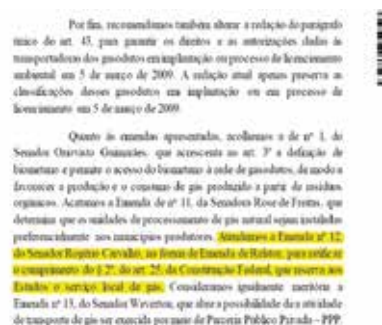 Por fim, recomendamos também alterar a redação do parágrafo
único do art. 43, para garantir os direitos e as autorizações dadas às
transportadoras dos gasodutos em implantação ou processo de licenciamento
ambiental em 5 de março de 2009. A redação atual apenas preserva as
classificações desses gasodutos em implantação ou em processo de
licenciamento em 5 de março de 2009.
Quanto às emendas apresentadas, acolhemos a de nº 1, do
Senador Oriovisto Guimarães, que acrescenta ao art. 3º a definição de
biometano e permite o acesso do biometano à rede de gasodutos, de modo a
favorecer a produção e o consumo de gás produzido a partir de resíduos
orgânicos. Acatamos a Emenda de nº 11, da Senadora Rose de Freitas, que
determina que as unidades de processamento de gás natural sejam instaladas
preferencialmente nos municípios produtores. Atendemos a Emenda nº 12,
do Senador Rogério Carvalho, na forma de Emenda de Relator, para ratificar
o cumprimento do § 2º, do art. 25, da Constituição Federal, que reserva aos
Estados o serviço local de gás. Consideramos igualmente meritória a
Emenda nº 13, do Senador Weverton, que abre a possibilidade de a atividade
de transporte de gás ser exercida por meio de Parceria Público Privada – PPP.